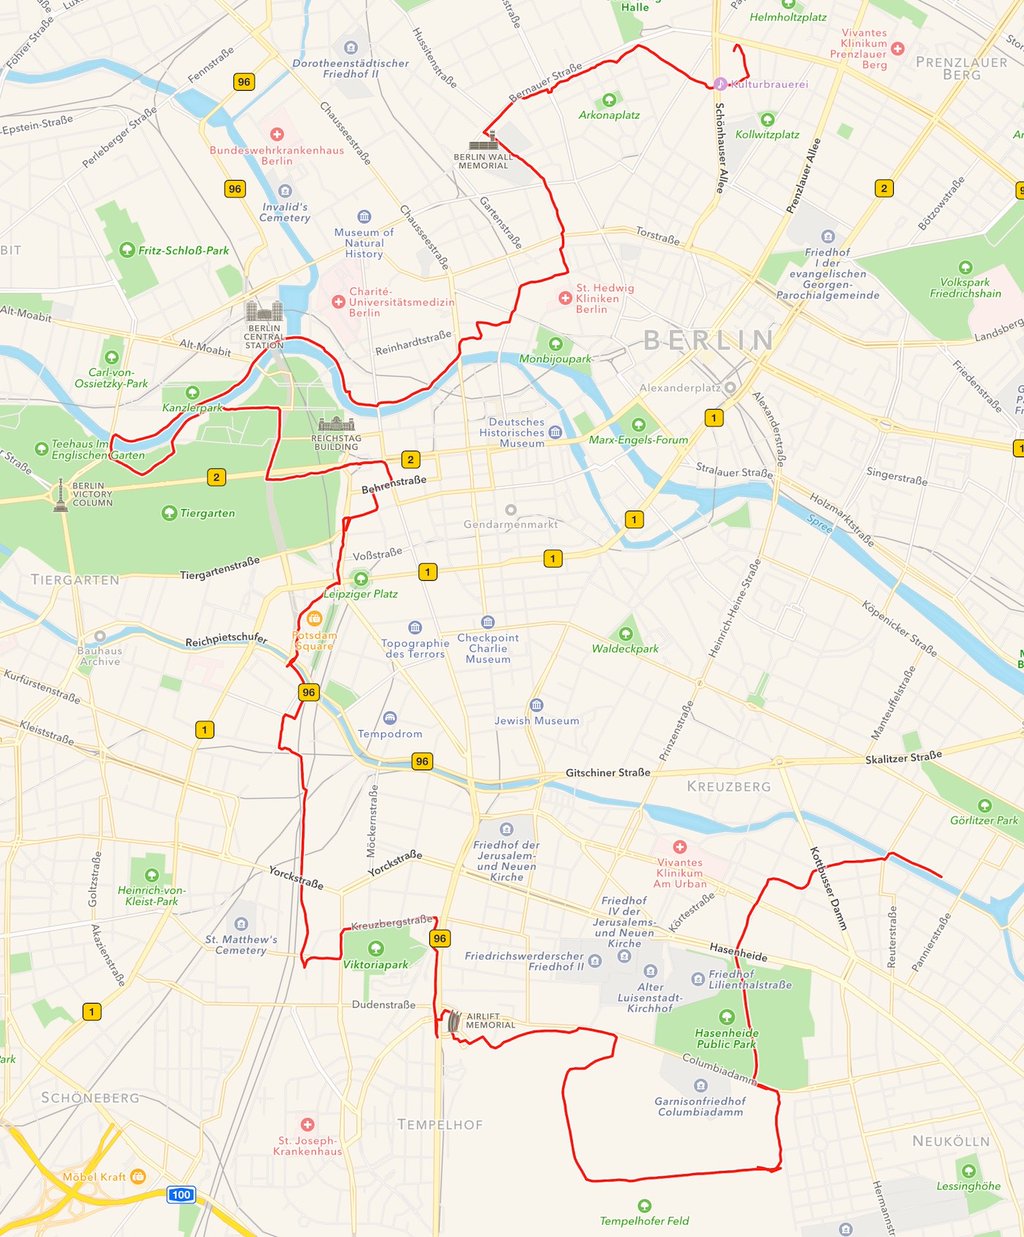 Halle
Helmholtzplatz
Vivantes
Klinikum
Prenzlauer
Berg
PRENZLAUER
BERG
Föhrer Straße
Fennstraße
Hussitenstraße
Dorotheenstädtischer
Friedhof II
96
Bernauer Straße
Kulturbrauerei
Arkonaplatz
Kollwitzplatz
-Epstein-Straße
Perleberger Straße
Chausseestraße
Schönhauser Allee
Prenzlauer Allee
Bundeswehrkrankenhaus
Berlin
BERLIN WALL
MEMORIAL
96
2
Invalid's
Cemetery
Museum of
Natural
History
Chausseestraße
Gartenstraße
Bötzowstraße
Torstraße
BIT
Fritz-Schloß-Park
Friedhof
I der
evangelischen
Georgen-
Parochialgemeinde
Volkspark
Friedrichshain
Charité-
Universitätsmedizin
Berlin
St. Hedwig
Kliniken
Berlin
Alt-Moabit
BERLIN
CENTRAL
STATION
Alt-Moabit
Reinhardtstraße
BERLIN
Landsberg
Monbijoupark
Carl-von-
Ossietzky-Park
Friedenstraße
Alexanderplatz
Kanzlerpark
REICHSTAG
BUILDING
Deutsches
Historisches
Museum
Marx-Engels-Forum
1
Alexanderstraße
Teehaus Im
Englischen Garten
2
2
Behrenstraße
Stralauer Straße
Singerstraße
1
BERLIN
VICTORY
COLUMN
Tiergarten
Gendarmenmarkt
1
Holzmarktstraße
Spree
Voßstraße
1
1
Tiergartenstraße
TIERGARTEN
Leipziger Platz
Heinrich-Heine-Straße
Köpenicker Straße
Potsdam
Square
Reichpietschufer
Topographie
des Terrors
Checkpoint
Charlie
Museum
Waldeckpark
Bauhaus
Archive
Kurfürstenstraße
96
Manteuffelstraße
Kleiststraße
1
Tempodrom
Jewish Museum
Prinzenstraße
96
Gitschiner Straße
Skalitzer Straße
KREUZBERG
Möckernstraße
Görlitzer Park
Friedhof der
Jerusalem-
und Neuen
Kirche
Vivantes
Klinikum
Am Urban
Kottbusser Damm
Goltzstraße
Yorckstraße
Yorckstraße
Heinrich-von-
Kleist-Park
Akazienstraße
St. Matthew's
Cemetery
Kreuzbergstraße
96
Viktoriapark
Körtestraße
Friedhof
IV der
Jerusalems-
und Neuen
Kirche
Hasenheide
Reuterstraße
Pannierstraße
Friedrichswerderscher
Friedhof II
Alter
Luisenstadt-
Kirchhof
Friedhof
Lilienthalstraße
1
Dudenstraße
AIRLIFT
MEMORIAL
Hasenheide
Public Park
Columbiadamm
Park
SCHÖNEBERG
Garnisonfriedhof
Columbiadamm
St. Joseph-
Krankenhaus
TEMPELHOF
NEUKÖLLN
Möbel Kraft
100
Lessinghöhe
Hermannstraße
Tempelhofer Feld